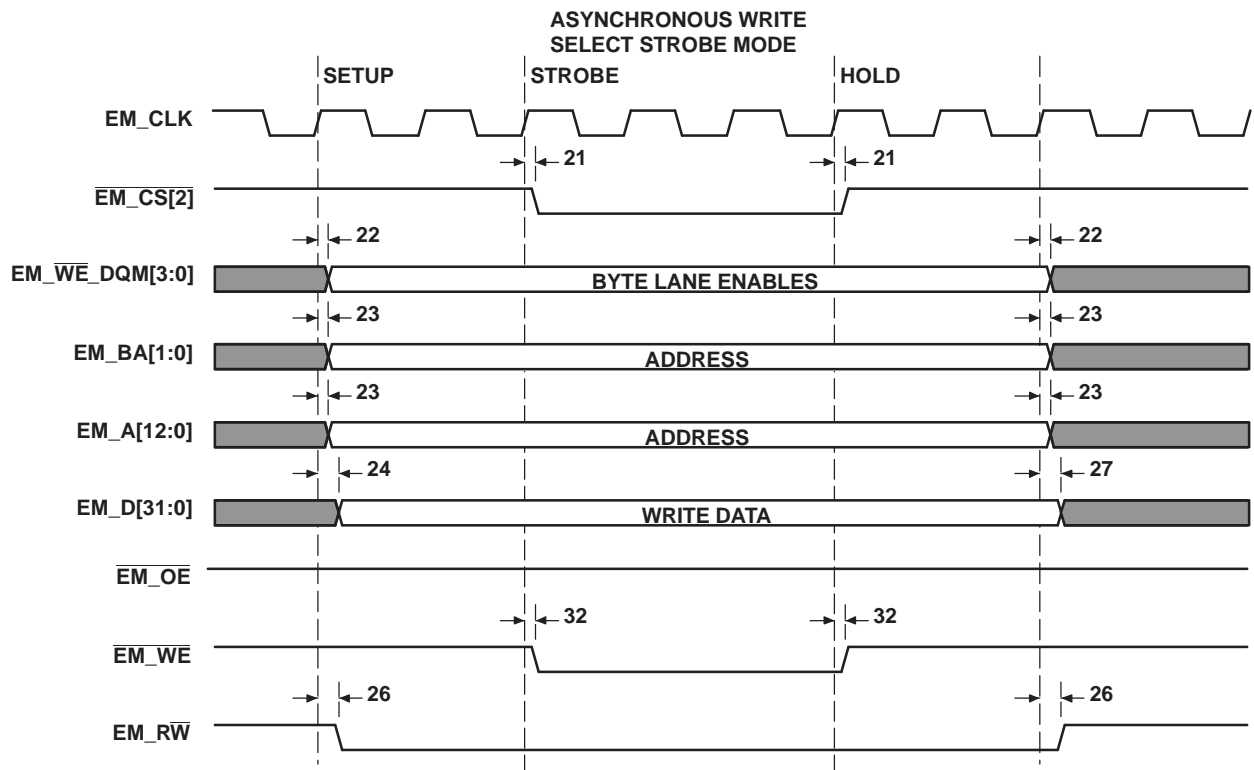 ASYNCHRONOUS WRITE
SELECT STROBE MODE
SETUP STROBE HOLD
EM_CLK
21 21
EM_CS[2]
22 22
EM_WE_DQM[3:0] BYTE LANE ENABLES
23 23
EM_BA[1:0] ADDRESS
23 23
EM_A[12:0] ADDRESS
24 27
EM_D[31:0] WRITE DATA
EM_OE
32 32
EM_WE
26 26
EM_RW